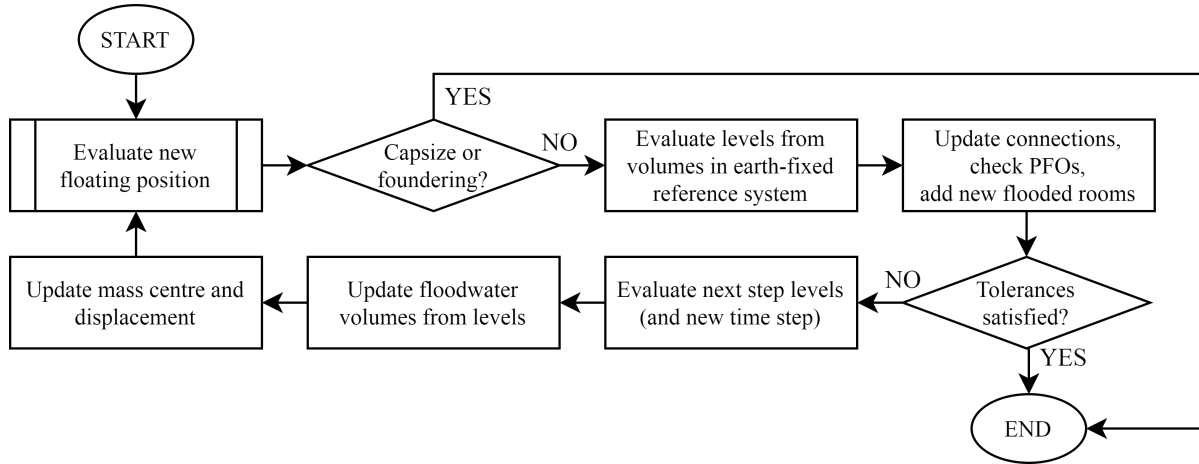 START
YES
Evaluate new
floating position
Capsize or
foundering?
NO
Evaluate levels from
volumes in earth-fixed
reference system
Update connections,
check PFOs,
add new flooded rooms
Update mass centre and
displacement
Update floodwater
volumes from levels
Evaluate next step levels
(and new time step)
NO
Tolerances
satisfied?
YES
END